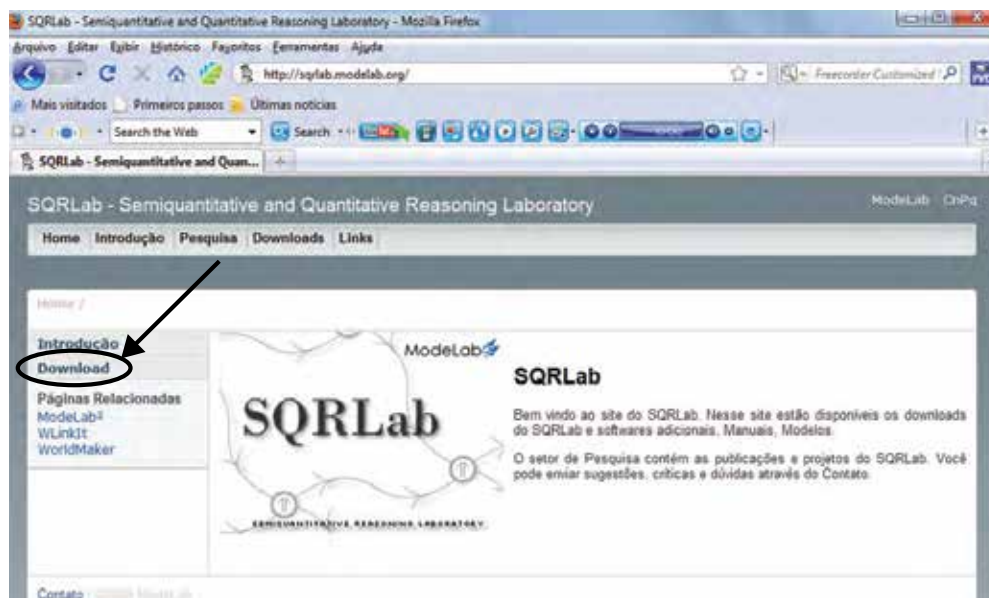 SQRLab - Semiquantitative and Quantitative Reasoning Laboratory - Mozilla Firefox
Arquivo Editar Exibir Histórico Favoritos Ferramentas Ajuda
http://sqrlab.modelab.org/
Freecorder Customized
Mais visitados Primeiros passos Últimas notícias
Search the Web Search
SQRLab - Semiquantitative and Quan...
SQRLab - Semiquantitative and Quantitative Reasoning Laboratory ModeLab CnPq
Home Introdução Pesquisa Downloads Links
Home /
Introdução
Download
Páginas Relacionadas
ModeLab²
WLinkIt
WorldMaker
ModeLab
SQRLab
SEMIQUANTITATIVE REASONING LABORATORY
SQRLab
Bem vindo ao site do SQRLab. Nesse site estão disponíveis os downloads
do SQRLab e softwares adicionais, Manuais, Modelos.
O setor de Pesquisa contém as publicações e projetos do SQRLab. Você
pode enviar sugestões, críticas e dúvidas através do Contato.
Contato